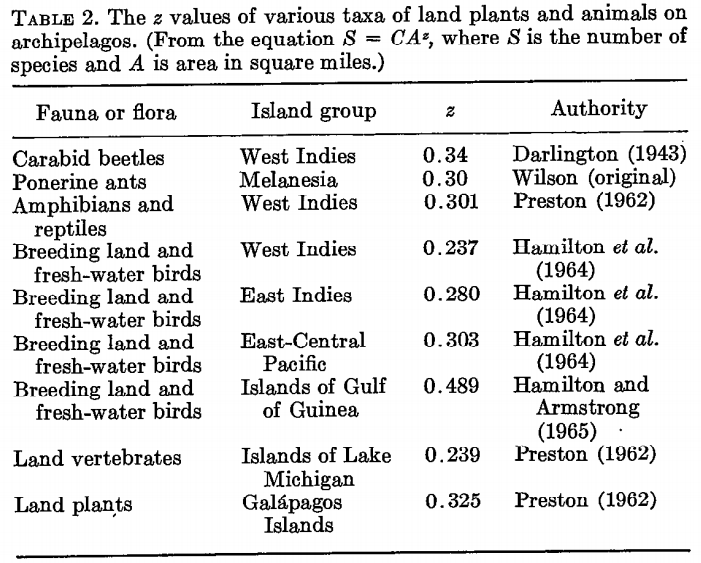 TABLE 2. The z values of various taxa of land plants and animals on
archipelagos. (From the equation S = CAᶻ, where S is the number of
species and A is area in square miles.)
Fauna or flora Island group z Authority
Carabid beetles West Indies 0.34 Darlington (1943)
Ponerine ants Melanesia 0.30 Wilson (original)
Amphibians and West Indies 0.301 Preston (1962)
reptiles
Breeding land and West Indies 0.237 Hamilton et al.
fresh-water birds (1964)
Breeding land and East Indies 0.280 Hamilton et al.
fresh-water birds (1964)
Breeding land and East-Central 0.303 Hamilton et al.
fresh-water birds Pacific (1964)
Breeding land and Islands of Gulf 0.489 Hamilton and
fresh-water birds of Guinea Armstrong
(1965)
Land vertebrates Islands of Lake 0.239 Preston (1962)
Michigan
Land plants Galápagos 0.325 Preston (1962)
Islands